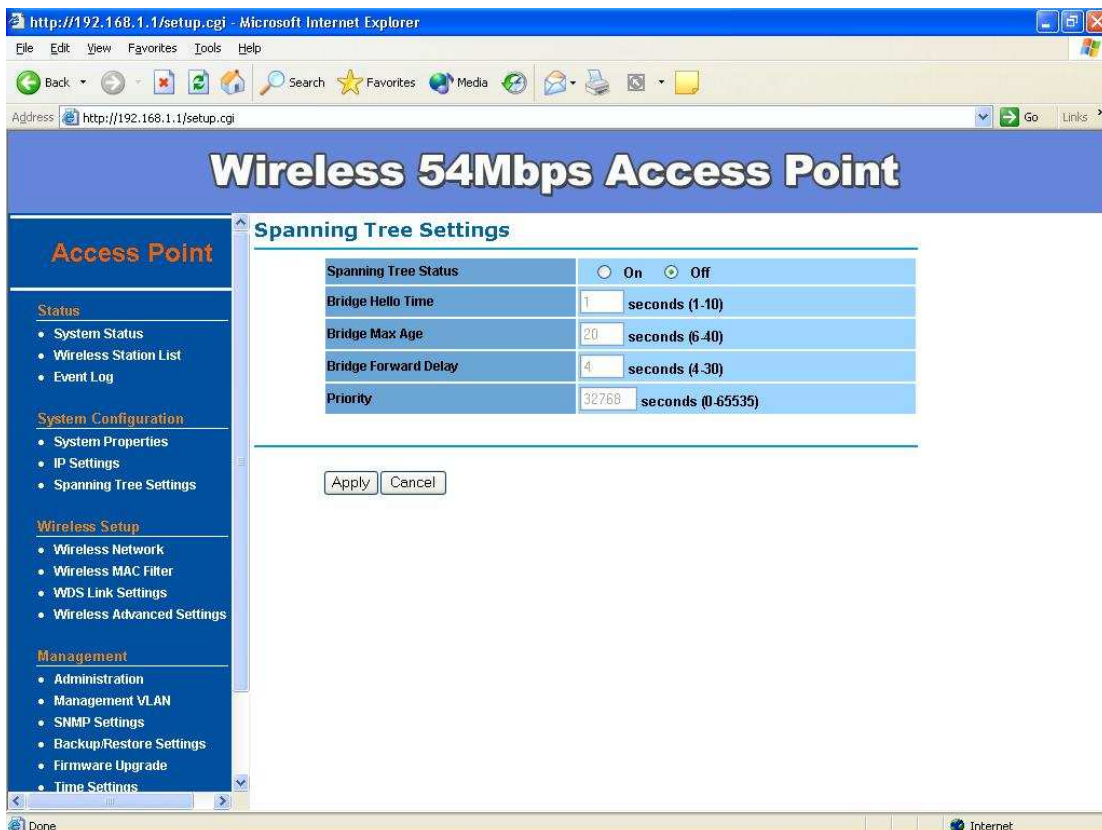 http://192.168.1.1/setup.cgi - Microsoft Internet Explorer
File Edit View Favorites Tools Help
Back Search Favorites Media
Address http://192.168.1.1/setup.cgi Go Links
Wireless 54Mbps Access Point
Access Point
Status
System Status
Wireless Station List
Event Log
System Configuration
System Properties
IP Settings
Spanning Tree Settings
Wireless Setup
Wireless Network
Wireless MAC Filter
WDS Link Settings
Wireless Advanced Settings
Management
Administration
Management VLAN
SNMP Settings
Backup/Restore Settings
Firmware Upgrade
Time Settings
Spanning Tree Settings
Spanning Tree Status On Off
Bridge Hello Time 1 seconds (1-10)
Bridge Max Age 20 seconds (6-40)
Bridge Forward Delay 4 seconds (4-30)
Priority 32768 seconds (0-65535)
Apply Cancel
Done Internet